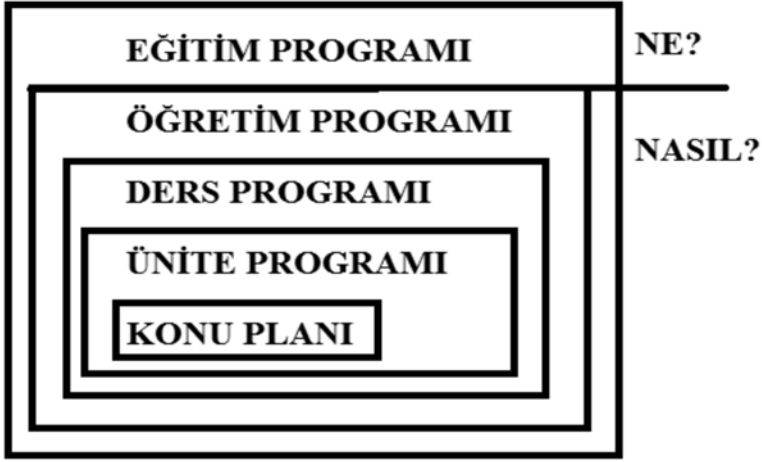 EĞİTİM PROGRAMI
NE?
ÖĞRETİM PROGRAMI
NASIL?
DERS PROGRAMI
ÜNİTE PROGRAMI
KONU PLANI